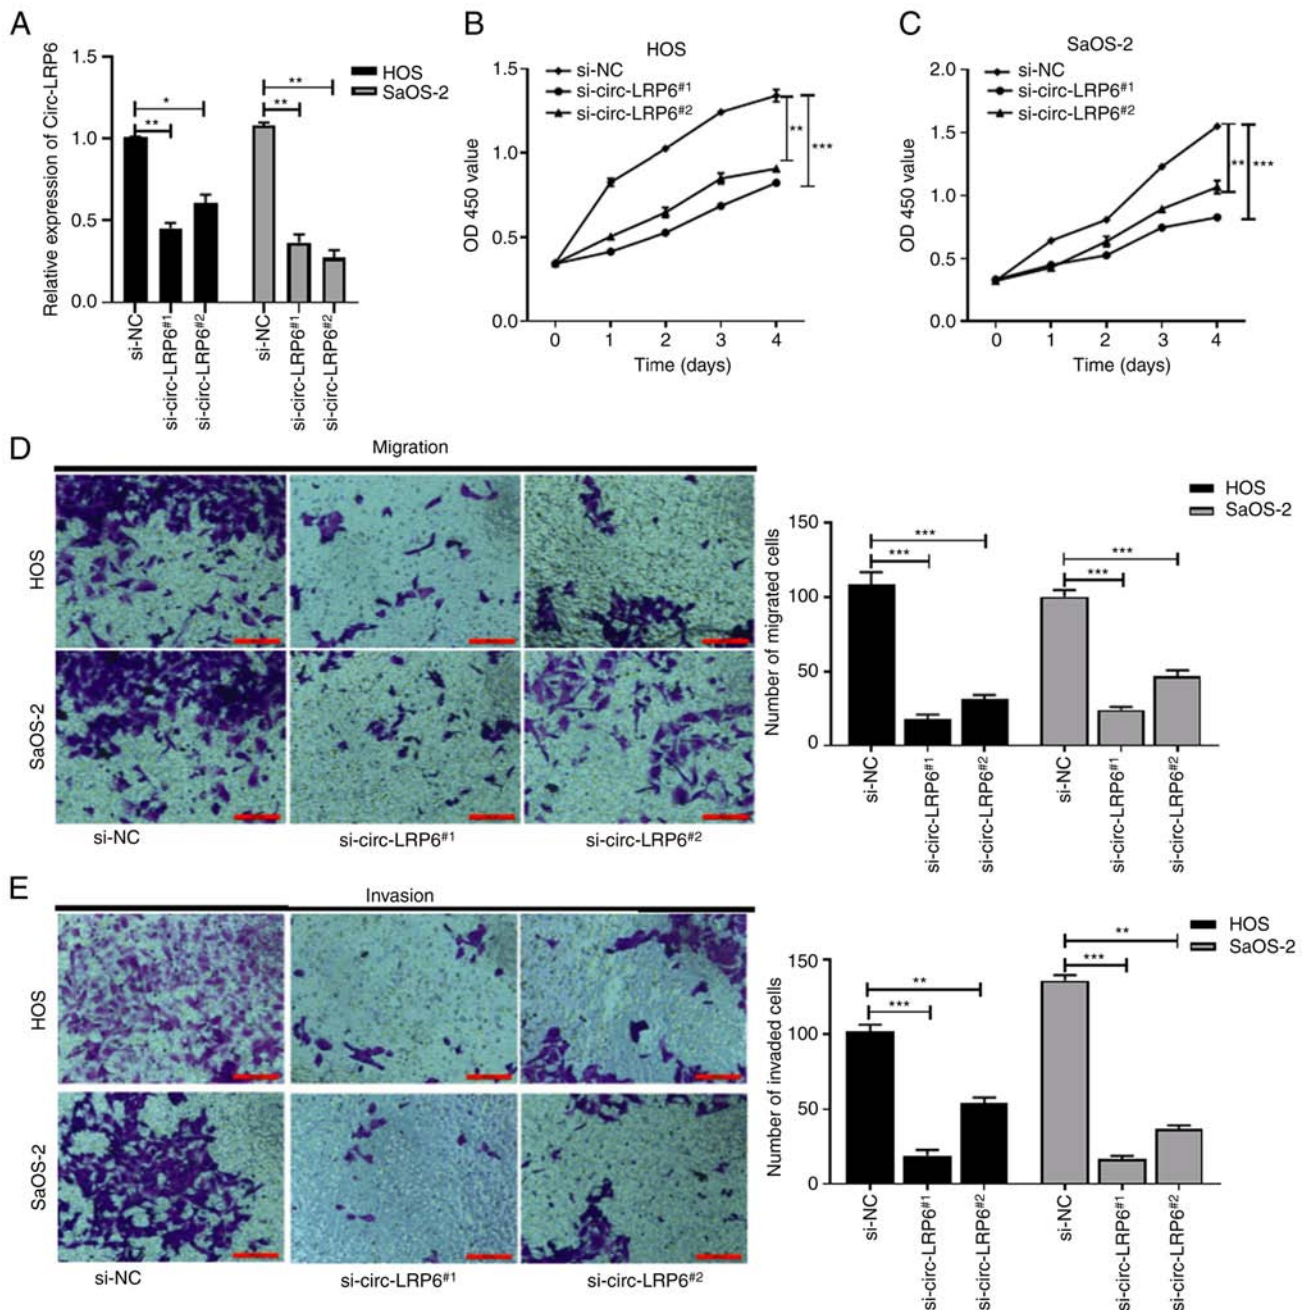 A
Relative expression of Circ-LRP6
1.5
1.0
0.5
0.0
HOS
SaOS-2
*
**
**
**
si-NC
si-circ-LRP6#1
si-circ-LRP6#2
si-NC
si-circ-LRP6#1
si-circ-LRP6#2
B
HOS
OD 450 value
1.5
1.0
0.5
0.0
si-NC
si-circ-LRP6#1
si-circ-LRP6#2
**
***
0 1 2 3 4
Time (days)
C
SaOS-2
OD 450 value
2.0
1.5
1.0
0.5
0.0
si-NC
si-circ-LRP6#1
si-circ-LRP6#2
**
***
0 1 2 3 4
Time (days)
D
Migration
HOS
SaOS-2
si-NC
si-circ-LRP6#1
si-circ-LRP6#2
HOS
SaOS-2
Number of migrated cells
150
100
50
0
***
***
***
***
si-NC
si-circ-LRP6#1
si-circ-LRP6#2
si-NC
si-circ-LRP6#1
si-circ-LRP6#2
E
Invasion
HOS
SaOS-2
si-NC
si-circ-LRP6#1
si-circ-LRP6#2
HOS
SaOS-2
Number of invaded cells
150
100
50
0
**
***
**
***
si-NC
si-circ-LRP6#1
si-circ-LRP6#2
si-NC
si-circ-LRP6#1
si-circ-LRP6#2